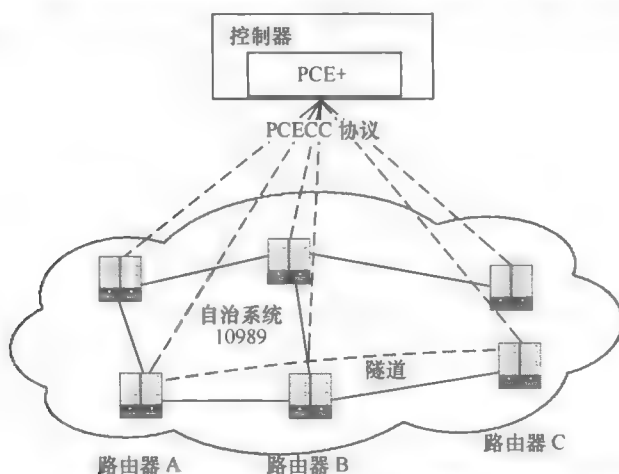 控制器
PCE+
PCECC 协议
自治系统
10989
隧道
路由器 A
路由器 B
路由器 C